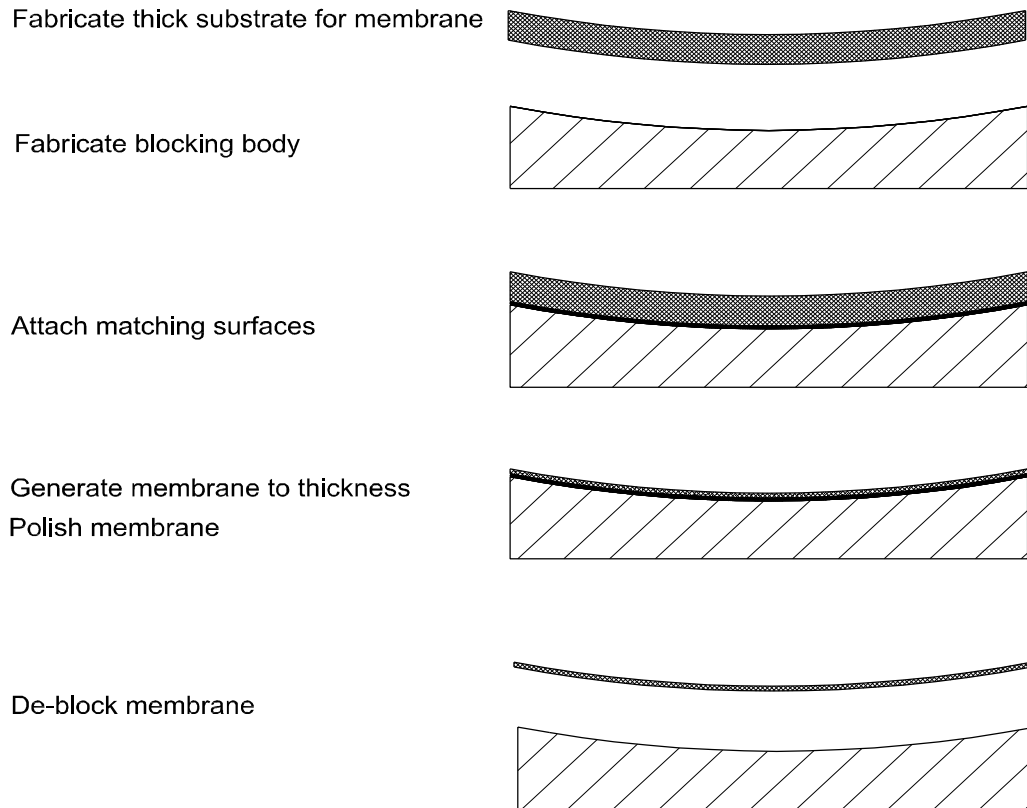 Fabricate thick substrate for membrane
Fabricate blocking body
Attach matching surfaces
Generate membrane to thickness
Polish membrane
De-block membrane